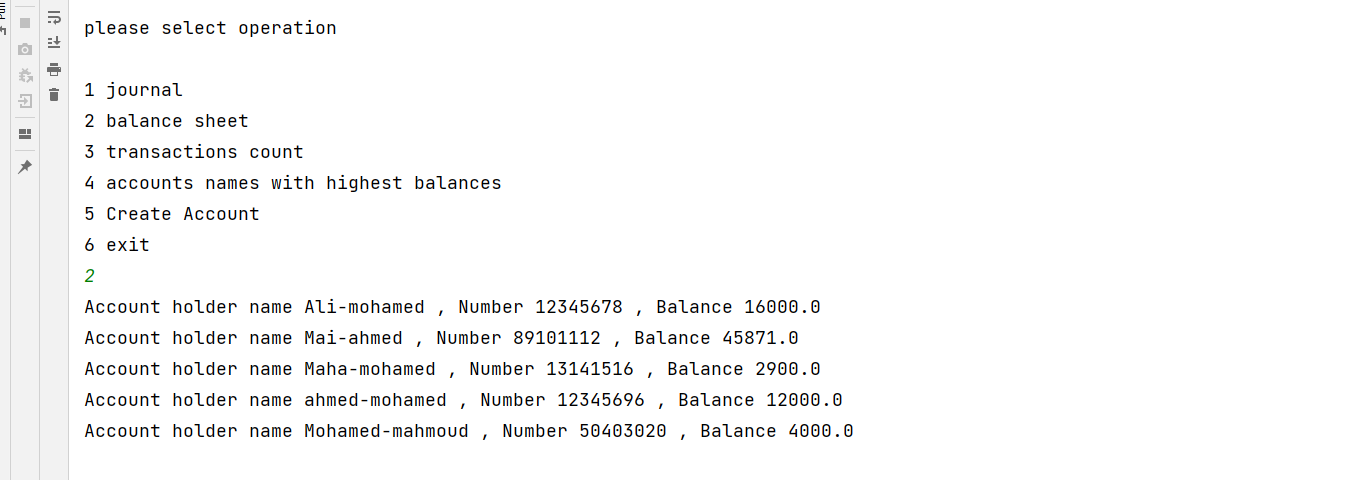 please select operation
1 journal
2 balance sheet
3 transactions count
4 accounts names with highest balances
5 Create Account
6 exit
2
Account holder name Ali-mohamed , Number 12345678 , Balance 16000.0
Account holder name Mai-ahmed , Number 89101112 , Balance 45871.0
Account holder name Maha-mohamed , Number 13141516 , Balance 2900.0
Account holder name ahmed-mohamed , Number 12345696 , Balance 12000.0
Account holder name Mohamed-mahmoud , Number 50403020 , Balance 4000.0